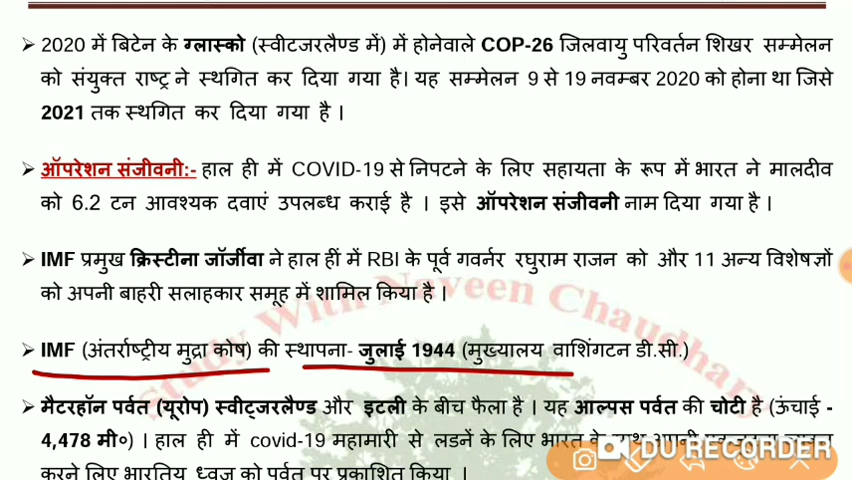 ➢ 2020 में बिटेन के ग्लास्को (स्वीटजरलैण्ड में) में होनेवाले COP-26 जिलवायु परिवर्तन शिखर सम्मेलन
को संयुक्त राष्ट्र ने स्थगित कर दिया गया है। यह सम्मेलन 9 से 19 नवम्बर 2020 को होना था जिसे
2021 तक स्थगित कर दिया गया है ।
➢ ऑपरेशन संजीवनी:- हाल ही में COVID-19 से निपटने के लिए सहायता के रूप में भारत ने मालदीव
को 6.2 टन आवश्यक दवाएं उपलब्ध कराई है । इसे ऑपरेशन संजीवनी नाम दिया गया है ।
➢ IMF प्रमुख क्रिस्टीना जॉर्जीवा ने हाल हीं में RBI के पूर्व गवर्नर रघुराम राजन को और 11 अन्य विशेषज्ञों
को अपनी बाहरी सलाहकार समूह में शामिल किया है ।
Study With Naveen Chaudhary
➢ IMF (अंतर्राष्ट्रीय मुद्रा कोष) की स्थापना- जुलाई 1944 (मुख्यालय वाशिंगटन डी.सी.)
➢ मैटरहॉन पर्वत (यूरोप) स्वीट्जरलैण्ड और इटली के बीच फैला है । यह आल्पस पर्वत की चोटी है (ऊंचाई -
4,478 मी०) । हाल ही में covid-19 महामारी से लडनें के लिए भारत के
करने लिए भारतिय ध्वज को पर्वत पर प्रकाशित किया ।
DU RECORDER